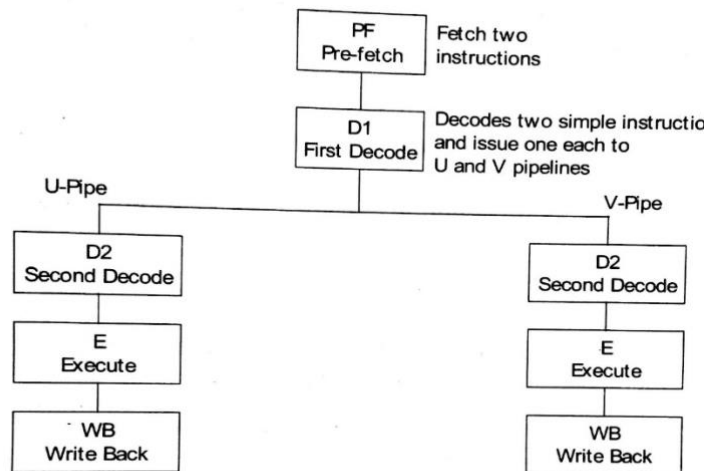 PF
Pre-fetch
Fetch two
instructions
D1
First Decode
Decodes two simple instructio
and issue one each to
U and V pipelines
U-Pipe
V-Pipe
D2
Second Decode
D2
Second Decode
E
Execute
E
Execute
WB
Write Back
WB
Write Back